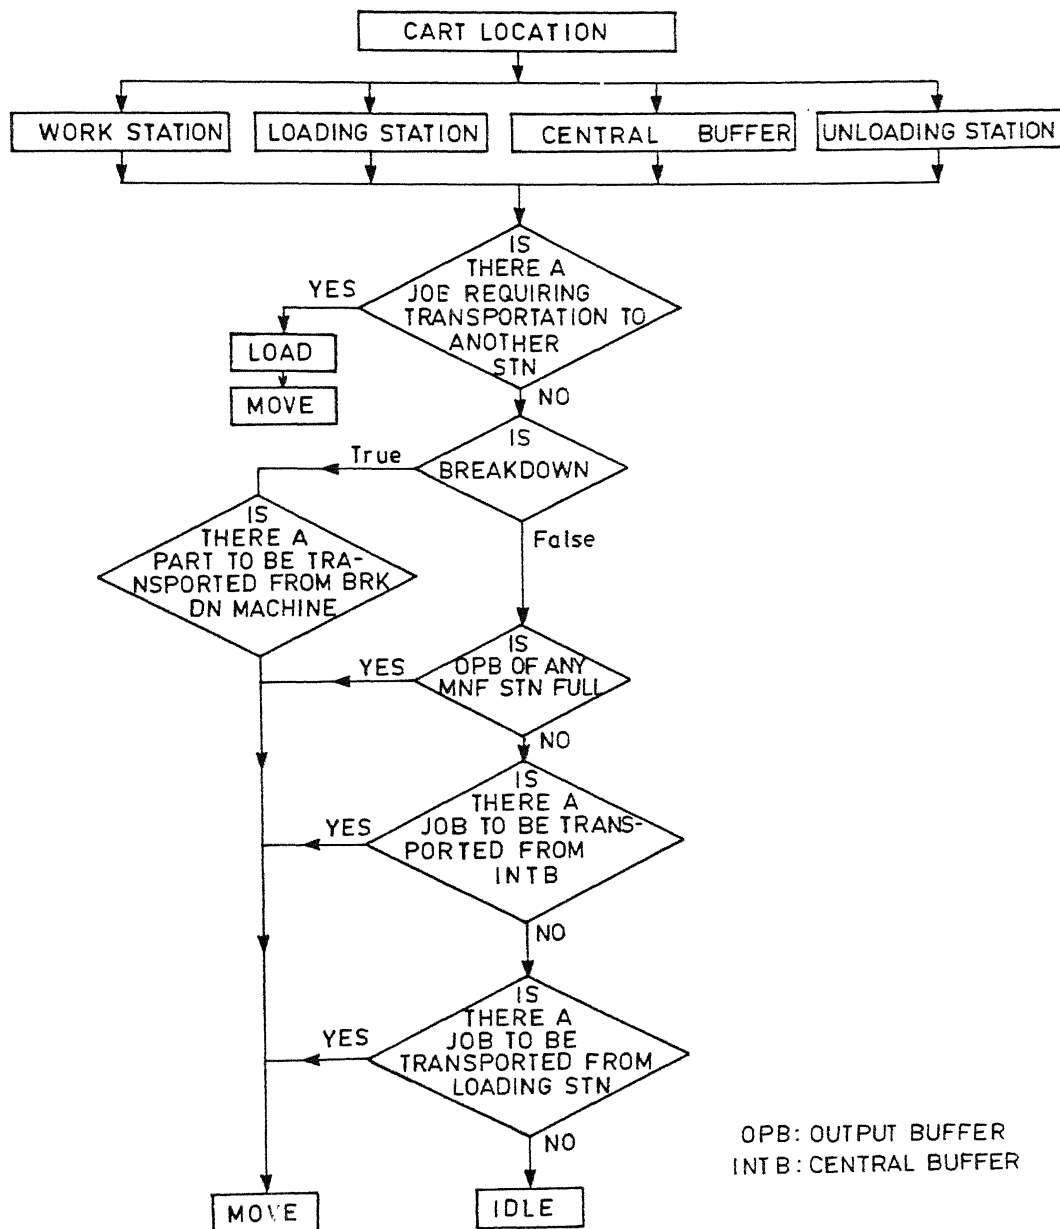 CART LOCATION
WORK STATION
LOADING STATION
CENTRAL BUFFER
UNLOADING STATION
IS
THERE A
JOE REQUIRING
TRANSPORTATION TO
ANOTHER
STN
YES
LOAD
MOVE
NO
IS
BREAKDOWN
True
False
IS
THERE A
PART TO BE TRA-
NSPORTED FROM BRK
DN MACHINE
IS
OPB OF ANY
MNF STN FULL
YES
NO
IS
THERE A
JOB TO BE TRANS-
PORTED FROM
INTB
YES
NO
IS
THERE A
JOB TO BE
TRANSPORTED FROM
LOADING STN
YES
NO
MOVE
IDLE
OPB: OUTPUT BUFFER
INTB: CENTRAL BUFFER